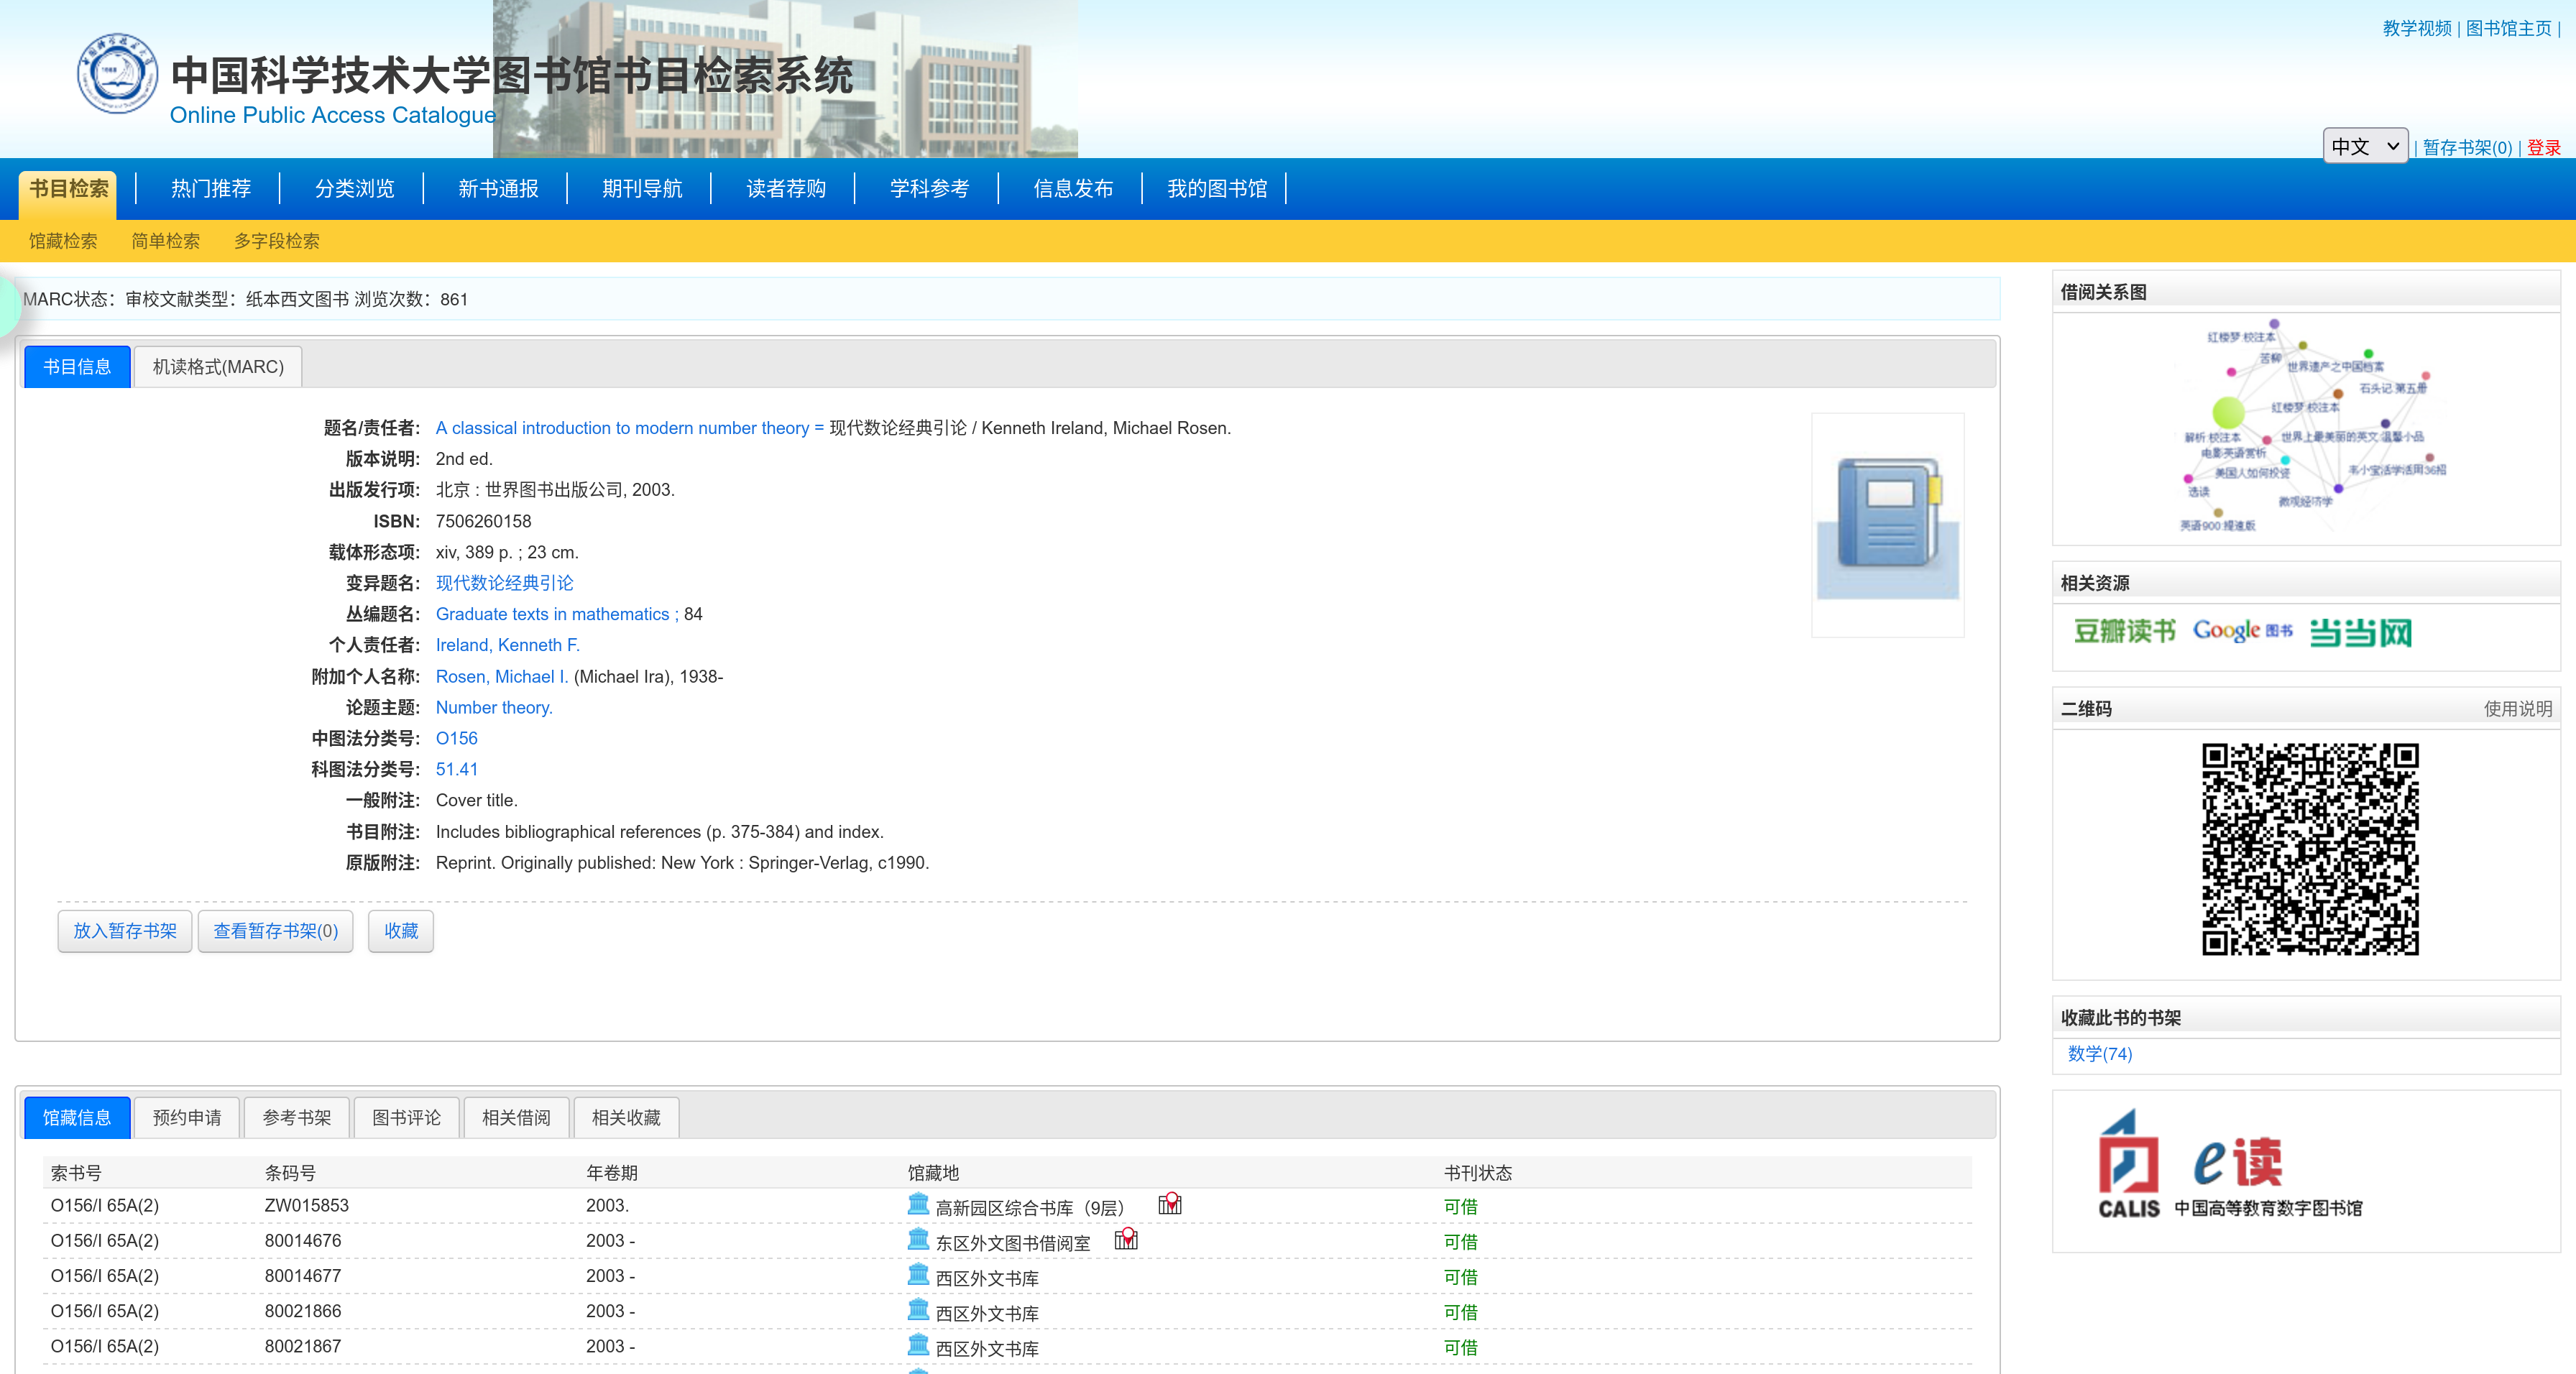 教学视频 | 图书馆主页 |
中国科学技术大学图书馆书目检索系统
Online Public Access Catalogue
中文 | 暂存书架(0) | 登录
书目检索 热门推荐 分类浏览 新书通报 期刊导航 读者荐购 学科参考 信息发布 我的图书馆
馆藏检索 简单检索 多字段检索
MARC状态：审校文献类型：纸本西文图书 浏览次数：861
书目信息 机读格式(MARC)
题名/责任者: A classical introduction to modern number theory = 现代数论经典引论 / Kenneth Ireland, Michael Rosen.
版本说明: 2nd ed.
出版发行项: 北京 : 世界图书出版公司, 2003.
ISBN: 7506260158
载体形态项: xiv, 389 p. ; 23 cm.
变异题名: 现代数论经典引论
丛编题名: Graduate texts in mathematics ; 84
个人责任者: Ireland, Kenneth F.
附加个人名称: Rosen, Michael I. (Michael Ira), 1938-
论题主题: Number theory.
中图法分类号: O156
科图法分类号: 51.41
一般附注: Cover title.
书目附注: Includes bibliographical references (p. 375-384) and index.
原版附注: Reprint. Originally published: New York : Springer-Verlag, c1990.
放入暂存书架 查看暂存书架(0) 收藏
馆藏信息 预约申请 参考书架 图书评论 相关借阅 相关收藏
索书号 条码号 年卷期 馆藏地 书刊状态
O156/I 65A(2) ZW015853 2003. 高新园区综合书库（9层） 可借
O156/I 65A(2) 80014676 2003 - 东区外文图书借阅室 可借
O156/I 65A(2) 80014677 2003 - 西区外文书库 可借
O156/I 65A(2) 80021866 2003 - 西区外文书库 可借
O156/I 65A(2) 80021867 2003 - 西区外文书库 可借
借阅关系图
红楼梦:校注本
苦柳
世界遗产之中国档案
石头记.第五册
红楼梦:校注本
解析:校注本
世界上最美丽的英文:温馨小品
电影英语赏析
美国人如何投资
韦小宝活学活用36招
选读
微观经济学
英语900:提速版
相关资源
豆瓣读书 Google 图书 当当网
二维码 使用说明
收藏此书的书架
数学(74)
e读
CALIS 中国高等教育数字图书馆